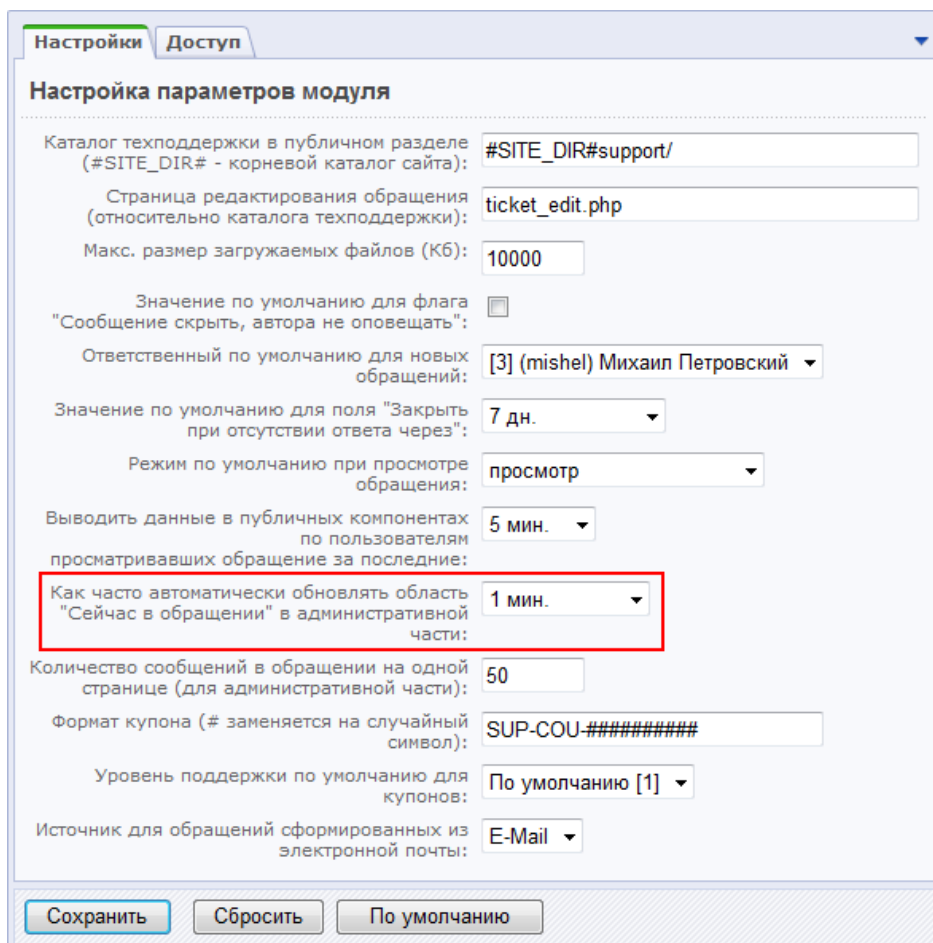 Настройки Доступ
Настройка параметров модуля
Каталог техподдержки в публичном разделе
(#SITE_DIR# - корневой каталог сайта):
#SITE_DIR#support/
Страница редактирования обращения
(относительно каталога техподдержки):
ticket_edit.php
Макс. размер загружаемых файлов (Кб):
10000
Значение по умолчанию для флага
"Сообщение скрыть, автора не оповещать":
Ответственный по умолчанию для новых
обращений:
[3] (mishel) Михаил Петровский
Значение по умолчанию для поля "Закрыть
при отсутствии ответа через":
7 дн.
Режим по умолчанию при просмотре
обращения:
просмотр
Выводить данные в публичных компонентах
по пользователям
просматривавших обращение за последние:
5 мин.
Как часто автоматически обновлять область
"Сейчас в обращении" в административной
части:
1 мин.
Количество сообщений в обращении на одной
странице (для административной части):
50
Формат купона (# заменяется на случайный
символ):
SUP-COU-##########
Уровень поддержки по умолчанию для
купонов:
По умолчанию [1]
Источник для обращений сформированных из
электронной почты:
E-Mail
Сохранить Сбросить По умолчанию